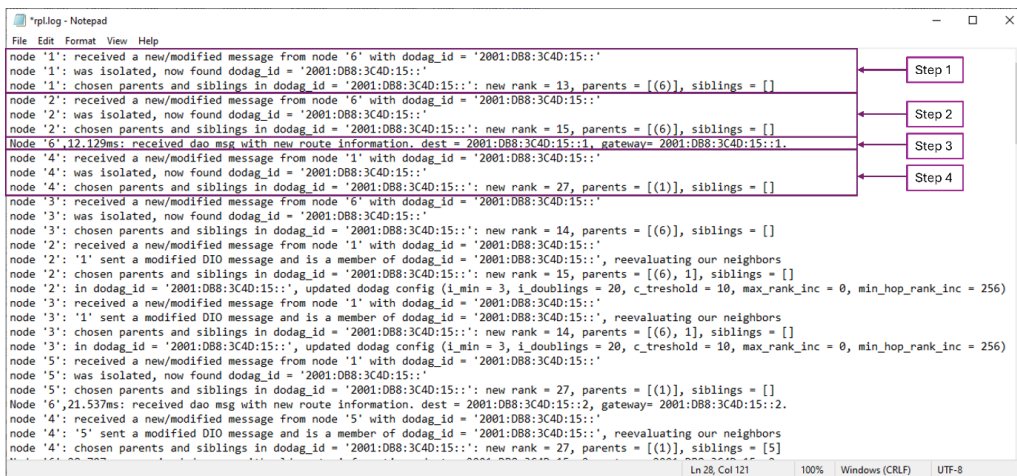 *rpl.log - Notepad
File Edit Format View Help
node '1': received a new/modified message from node '6' with dodag_id = '2001:DB8:3C4D:15::'
node '1': was isolated, now found dodag_id = '2001:DB8:3C4D:15::'
node '1': chosen parents and siblings in dodag_id = '2001:DB8:3C4D:15::': new rank = 13, parents = [(6)], siblings = []
Step 1
node '2': received a new/modified message from node '6' with dodag_id = '2001:DB8:3C4D:15::'
node '2': was isolated, now found dodag_id = '2001:DB8:3C4D:15::'
node '2': chosen parents and siblings in dodag_id = '2001:DB8:3C4D:15::': new rank = 15, parents = [(6)], siblings = []
Step 2
Node '6',12.129ms: received dao msg with new route information. dest = 2001:DB8:3C4D:15::1, gateway= 2001:DB8:3C4D:15::1.
Step 3
node '4': received a new/modified message from node '1' with dodag_id = '2001:DB8:3C4D:15::'
node '4': was isolated, now found dodag_id = '2001:DB8:3C4D:15::'
node '4': chosen parents and siblings in dodag_id = '2001:DB8:3C4D:15::': new rank = 27, parents = [(1)], siblings = []
Step 4
node '3': received a new/modified message from node '6' with dodag_id = '2001:DB8:3C4D:15::'
node '3': was isolated, now found dodag_id = '2001:DB8:3C4D:15::'
node '3': chosen parents and siblings in dodag_id = '2001:DB8:3C4D:15::': new rank = 14, parents = [(6)], siblings = []
node '2': received a new/modified message from node '1' with dodag_id = '2001:DB8:3C4D:15::'
node '2': '1' sent a modified DIO message and is a member of dodag_id = '2001:DB8:3C4D:15::', reevaluating our neighbors
node '2': chosen parents and siblings in dodag_id = '2001:DB8:3C4D:15::': new rank = 15, parents = [(6), 1], siblings = []
node '2': in dodag_id = '2001:DB8:3C4D:15::', updated dodag config (i_min = 3, i_doublings = 20, c_treshold = 10, max_rank_inc = 0, min_hop_rank_inc = 256)
node '3': received a new/modified message from node '1' with dodag_id = '2001:DB8:3C4D:15::'
node '3': '1' sent a modified DIO message and is a member of dodag_id = '2001:DB8:3C4D:15::', reevaluating our neighbors
node '3': chosen parents and siblings in dodag_id = '2001:DB8:3C4D:15::': new rank = 14, parents = [(6), 1], siblings = []
node '3': in dodag_id = '2001:DB8:3C4D:15::', updated dodag config (i_min = 3, i_doublings = 20, c_treshold = 10, max_rank_inc = 0, min_hop_rank_inc = 256)
node '5': received a new/modified message from node '1' with dodag_id = '2001:DB8:3C4D:15::'
node '5': was isolated, now found dodag_id = '2001:DB8:3C4D:15::'
node '5': chosen parents and siblings in dodag_id = '2001:DB8:3C4D:15::': new rank = 27, parents = [(1)], siblings = []
Node '6',21.537ms: received dao msg with new route information. dest = 2001:DB8:3C4D:15::2, gateway= 2001:DB8:3C4D:15::2.
node '4': received a new/modified message from node '5' with dodag_id = '2001:DB8:3C4D:15::'
node '4': '5' sent a modified DIO message and is a member of dodag_id = '2001:DB8:3C4D:15::', reevaluating our neighbors
node '4': chosen parents and siblings in dodag_id = '2001:DB8:3C4D:15::': new rank = 27, parents = [(1)], siblings = [5]
Ln 28, Col 121 100% Windows (CRLF) UTF-8